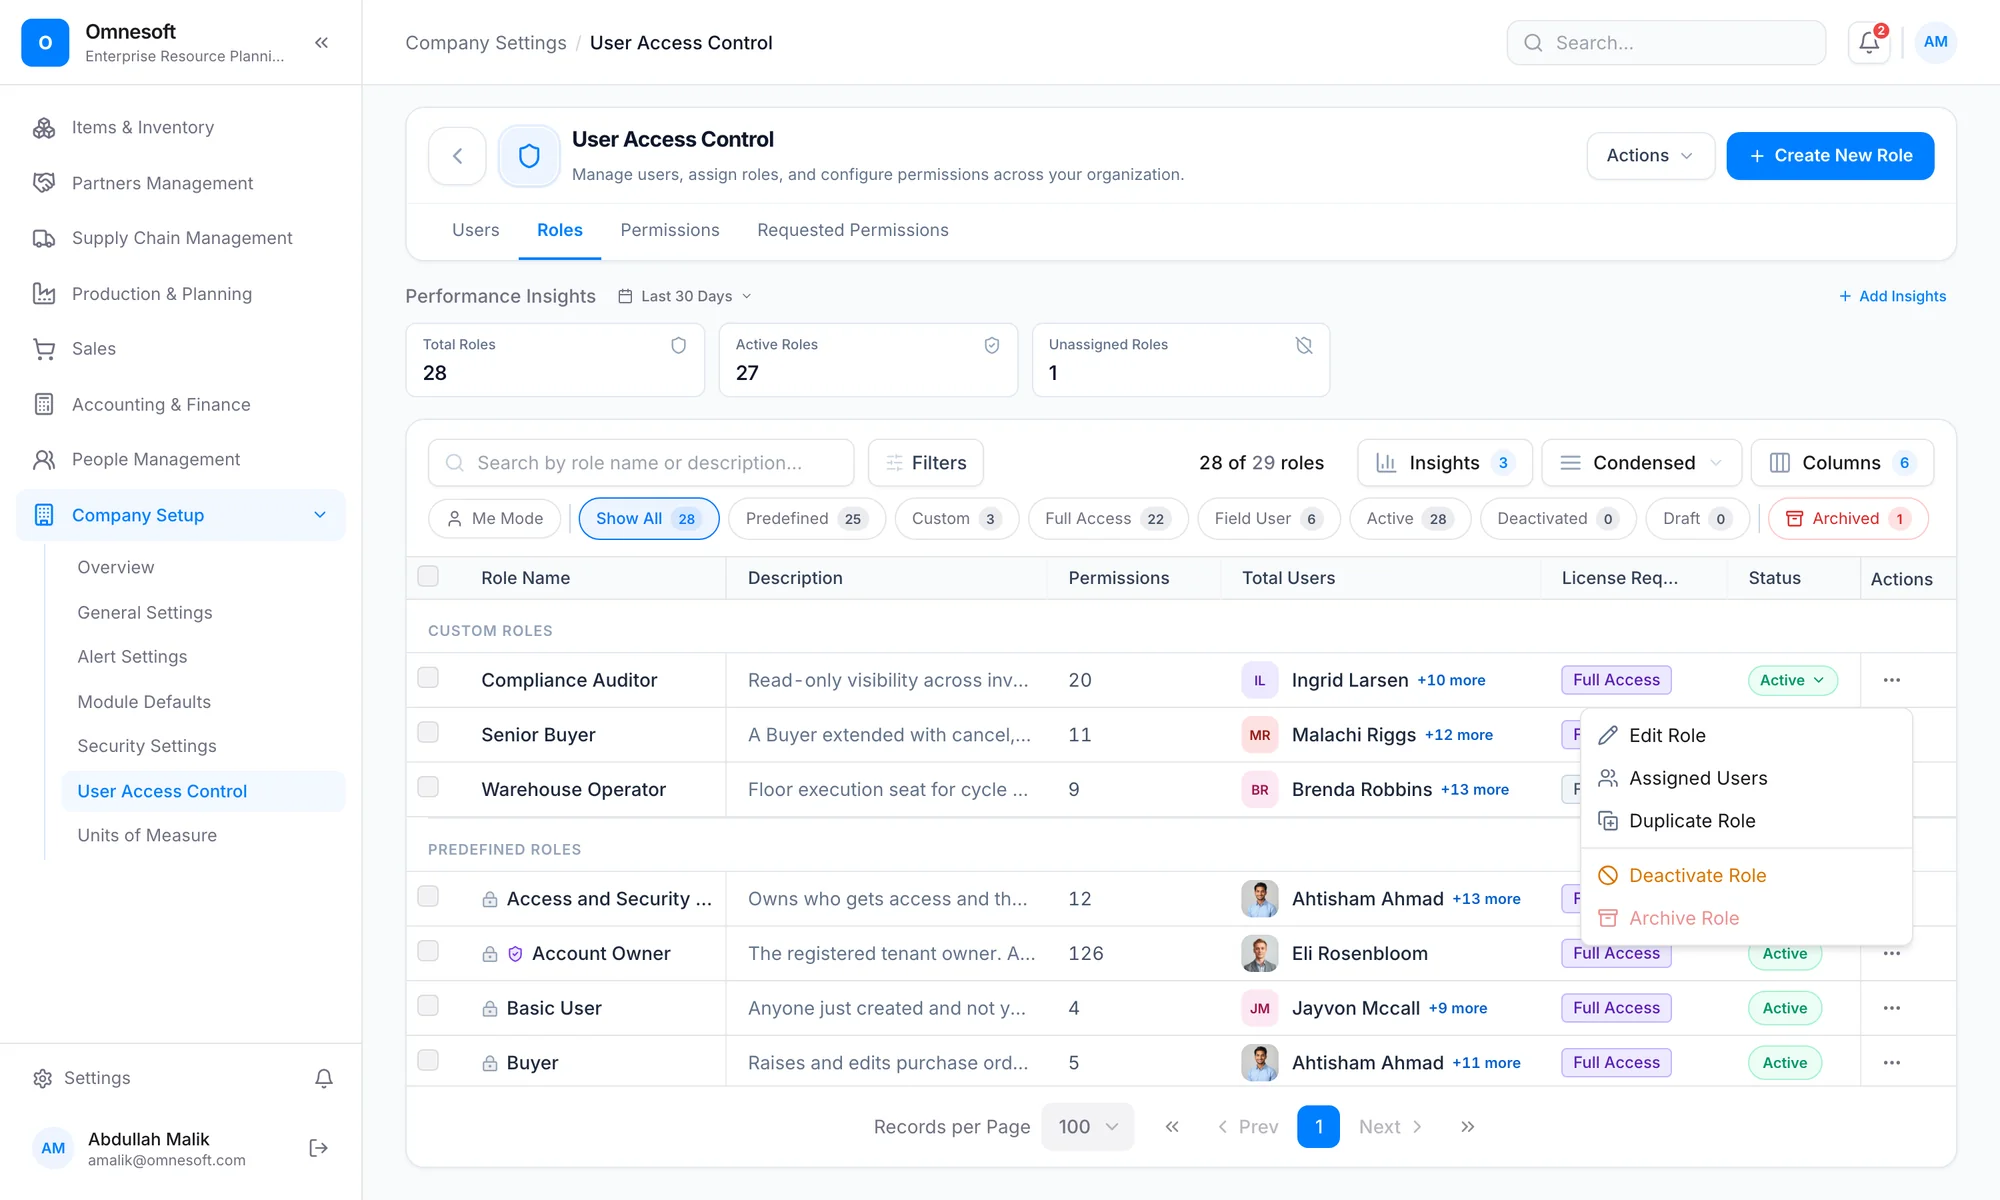 O
Omnesoft
Enterprise Resource Planni...
Items & Inventory
Partners Management
Supply Chain Management
Production & Planning
Sales
Accounting & Finance
People Management
Company Setup
Overview
General Settings
Alert Settings
Module Defaults
Security Settings
User Access Control
Units of Measure
Settings
AM
Abdullah Malik
amalik@omnesoft.com
Company Settings / User Access Control
Search...
2
AM
User Access Control
Manage users, assign roles, and configure permissions across your organization.
Actions
+ Create New Role
Users Roles Permissions Requested Permissions
Performance Insights Last 30 Days
+ Add Insights
Total Roles
28
Active Roles
27
Unassigned Roles
1
Search by role name or description...
Filters
28 of 29 roles
Insights 3
Condensed
Columns 6
Me Mode
Show All 28
Predefined 25
Custom 3
Full Access 22
Field User 6
Active 28
Deactivated 0
Draft 0
Archived 1
Role Name Description Permissions Total Users License Req... Status Actions
CUSTOM ROLES
Compliance Auditor Read-only visibility across inv... 20 IL Ingrid Larsen +10 more Full Access Active
Senior Buyer A Buyer extended with cancel,... 11 MR Malachi Riggs +12 more F
Warehouse Operator Floor execution seat for cycle ... 9 BR Brenda Robbins +13 more F
Edit Role
Assigned Users
Duplicate Role
Deactivate Role
Archive Role
PREDEFINED ROLES
Access and Security ... Owns who gets access and th... 12 Ahtisham Ahmad +13 more F
Account Owner The registered tenant owner. A... 126 Eli Rosenbloom Full Access Active
Basic User Anyone just created and not y... 4 JM Jayvon Mccall +9 more Full Access Active
Buyer Raises and edits purchase ord... 5 Ahtisham Ahmad +11 more Full Access Active
Records per Page 100 Prev 1 Next